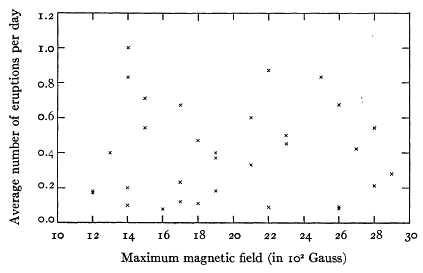 Average number of eruptions per day
1.2
1.0
0.8
0.6
0.4
0.2
0.0
10 12 14 16 18 20 22 24 26 28 30
Maximum magnetic field (in 10² Gauss)